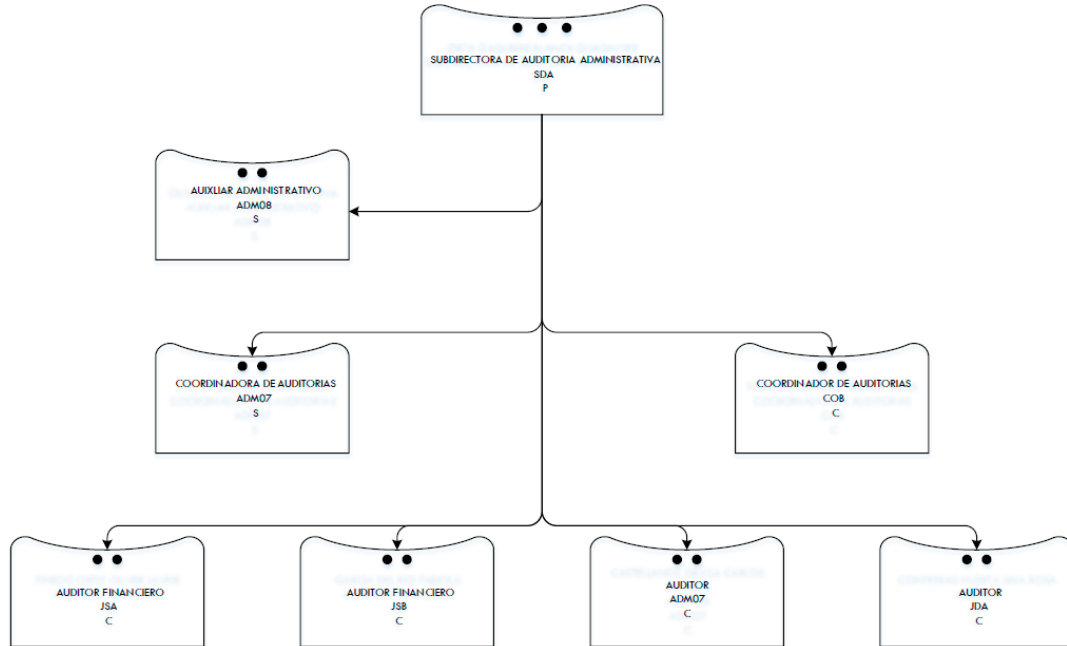 SUBDIRECTORA DE AUDITORIA ADMINISTRATIVA
SDA
P
AUIXLIAR ADMINISTRATIVO
ADM08
S
COORDINADORA DE AUDITORIAS
ADM07
S
COORDINADOR DE AUDITORIAS
COB
C
AUDITOR FINANCIERO
JSA
C
AUDITOR FINANCIERO
JSB
C
AUDITOR
ADM07
C
AUDITOR
JDA
C